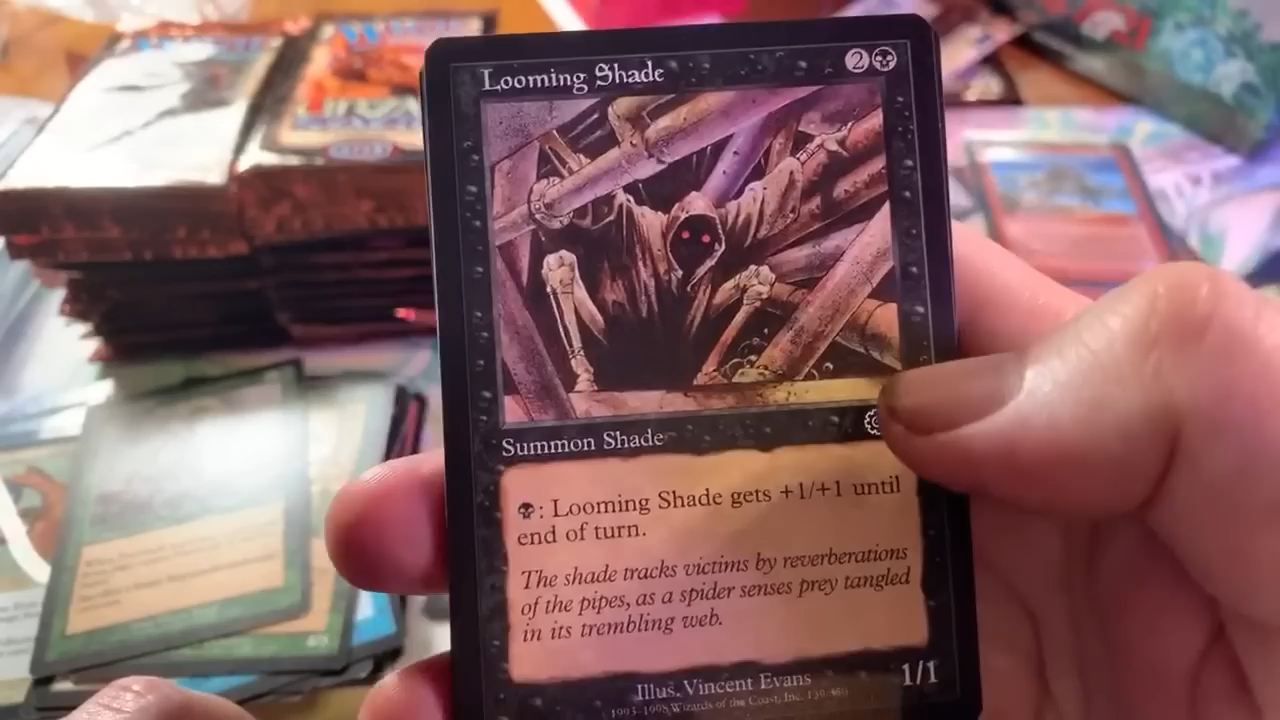 Looming Shade
2
Summon Shade
: Looming Shade gets +1/+1 until
end of turn.
The shade tracks victims by reverberations
of the pipes, as a spider senses prey tangled
in its trembling web.
Illus. Vincent Evans
1/1
1993-1998 Wizards of the Coast, Inc.